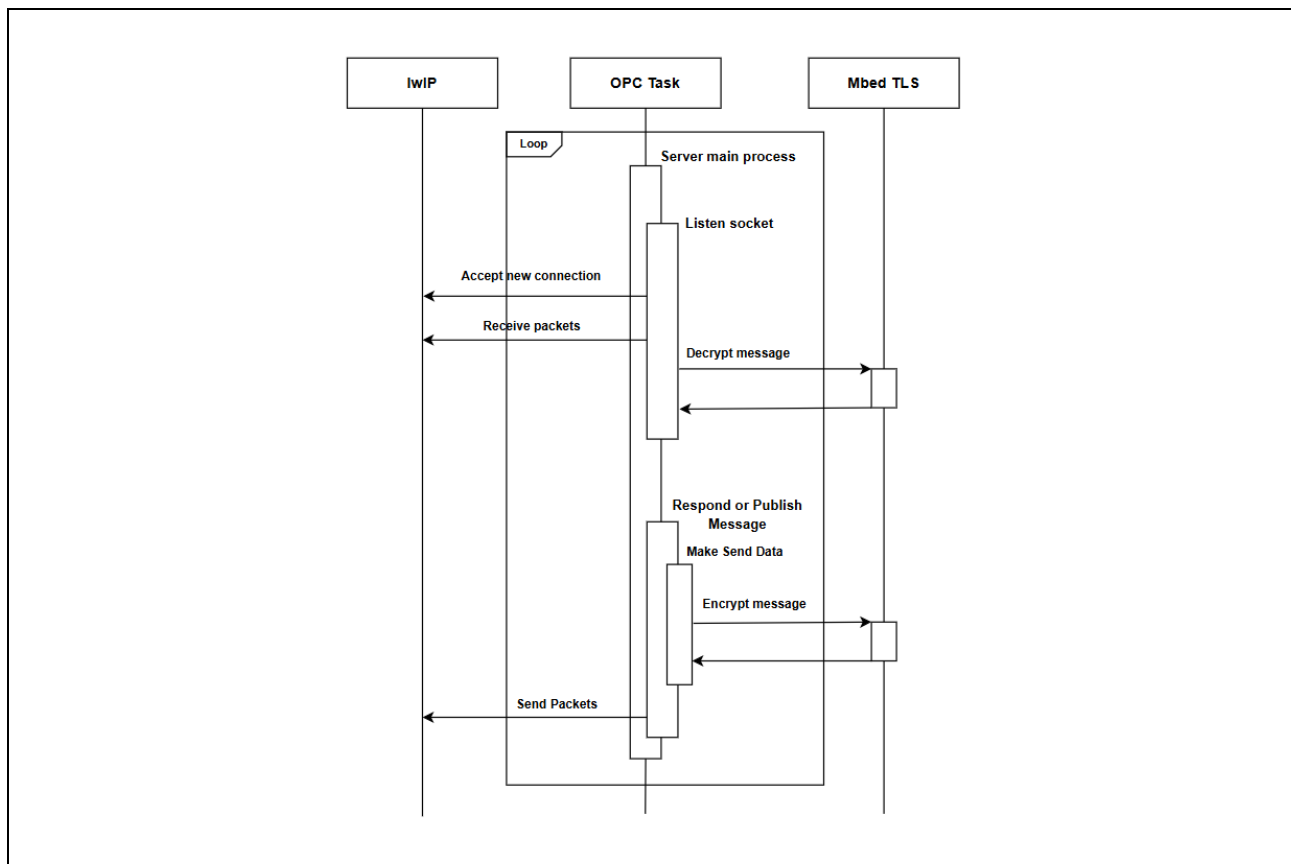 lwIP
OPC Task
Mbed TLS
Loop
Server main process
Listen socket
Accept new connection
Receive packets
Decrypt message
Respond or Publish
Message
Make Send Data
Encrypt message
Send Packets